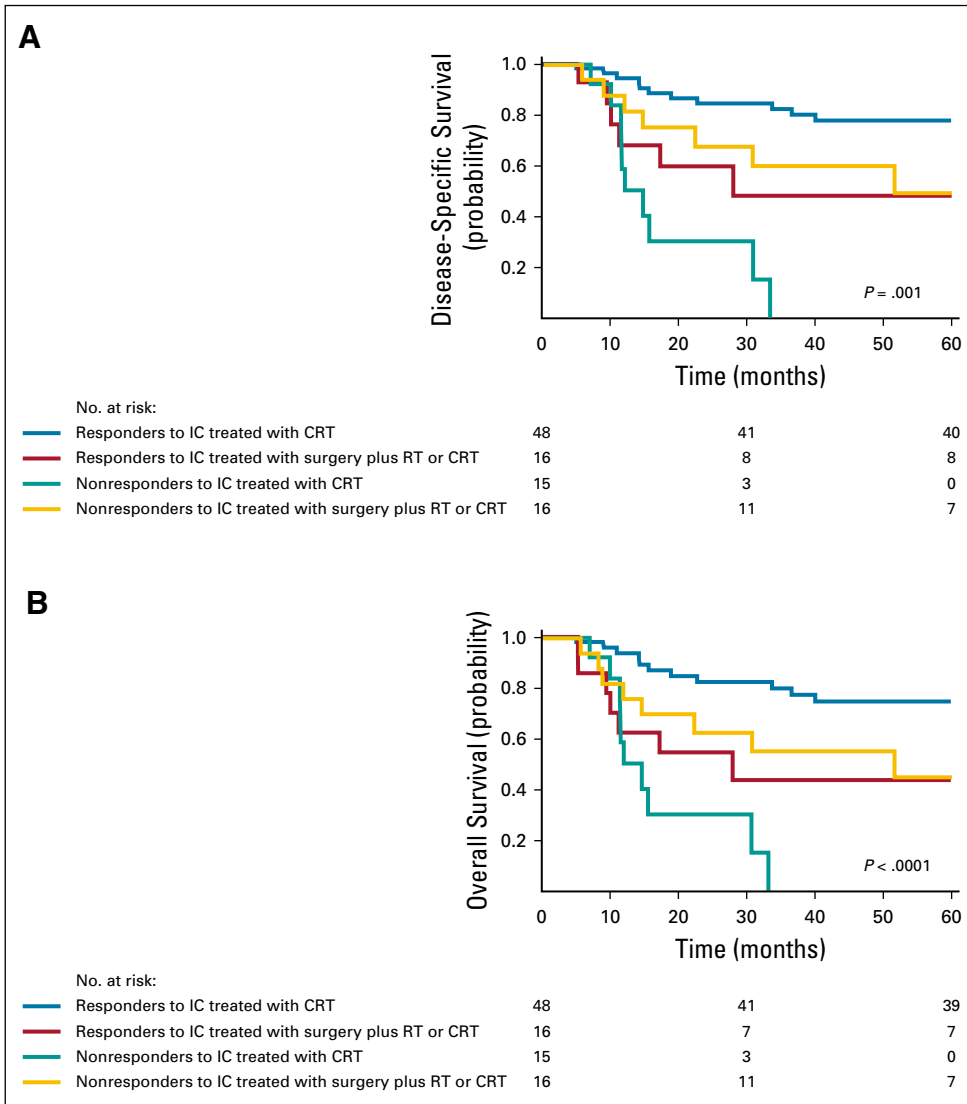 A
Disease-Specific Survival
(probability)
1.0
0.8
0.6
0.4
0.2
P = .001
0 10 20 30 40 50 60
Time (months)
No. at risk:
Responders to IC treated with CRT 48 41 40
Responders to IC treated with surgery plus RT or CRT 16 8 8
Nonresponders to IC treated with CRT 15 3 0
Nonresponders to IC treated with surgery plus RT or CRT 16 11 7
B
Overall Survival (probability)
1.0
0.8
0.6
0.4
0.2
P < .0001
0 10 20 30 40 50 60
Time (months)
No. at risk:
Responders to IC treated with CRT 48 41 39
Responders to IC treated with surgery plus RT or CRT 16 7 7
Nonresponders to IC treated with CRT 15 3 0
Nonresponders to IC treated with surgery plus RT or CRT 16 11 7